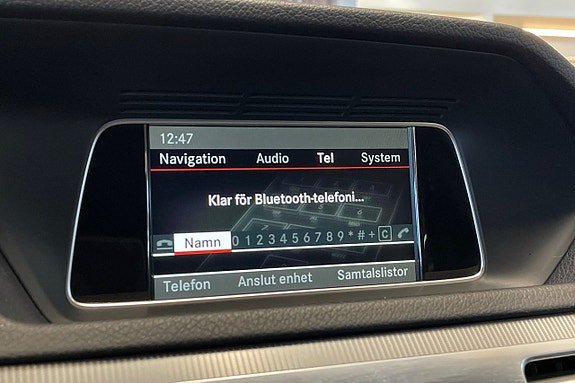 12:47
Navigation Audio Tel System
Klar för Bluetooth-telefoni...
Namn 0 1 2 3 4 5 6 7 8 9 * # + C
Telefon Anslut enhet Samtalslistor